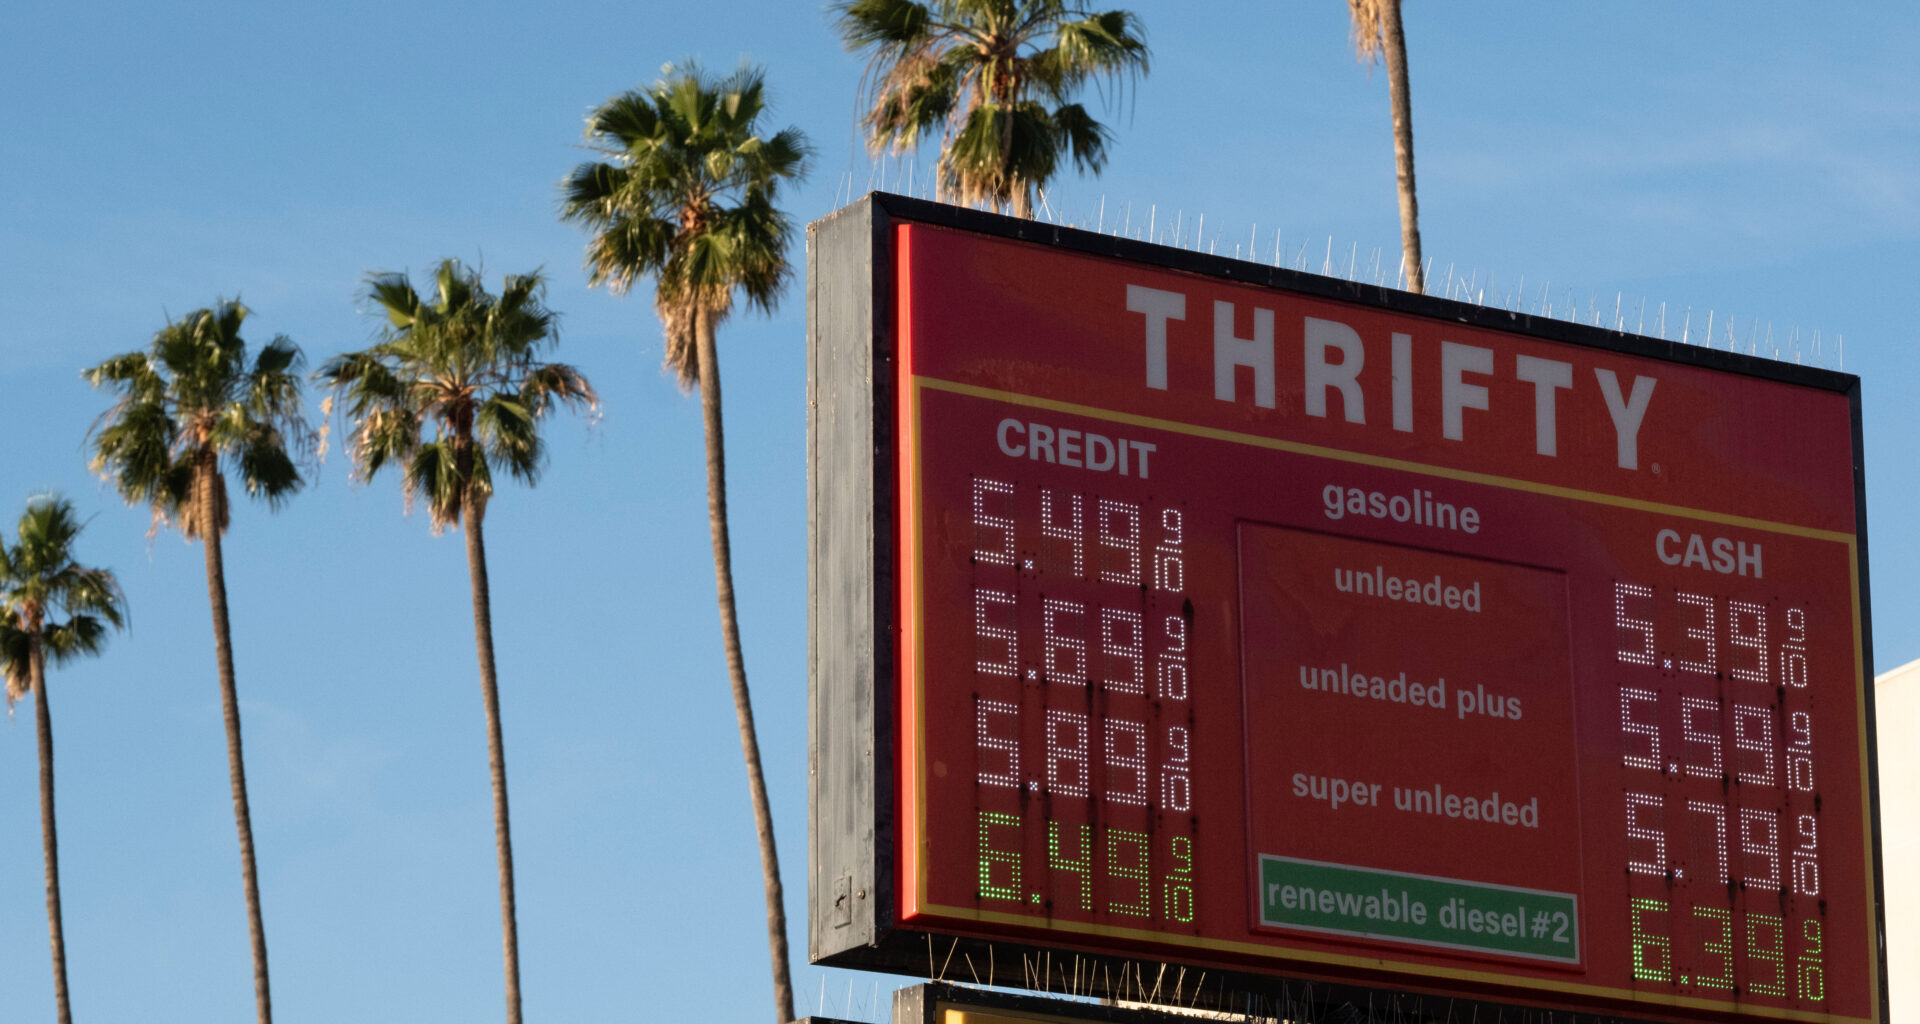 THRIFTY®
CREDIT
gasoline
CASH
5.49 9/10
unleaded
5.39 9/10
5.69 9/10
unleaded plus
5.59 9/10
5.89 9/10
super unleaded
5.79 9/10
6.49 9/10
renewable diesel #2
6.39 9/10